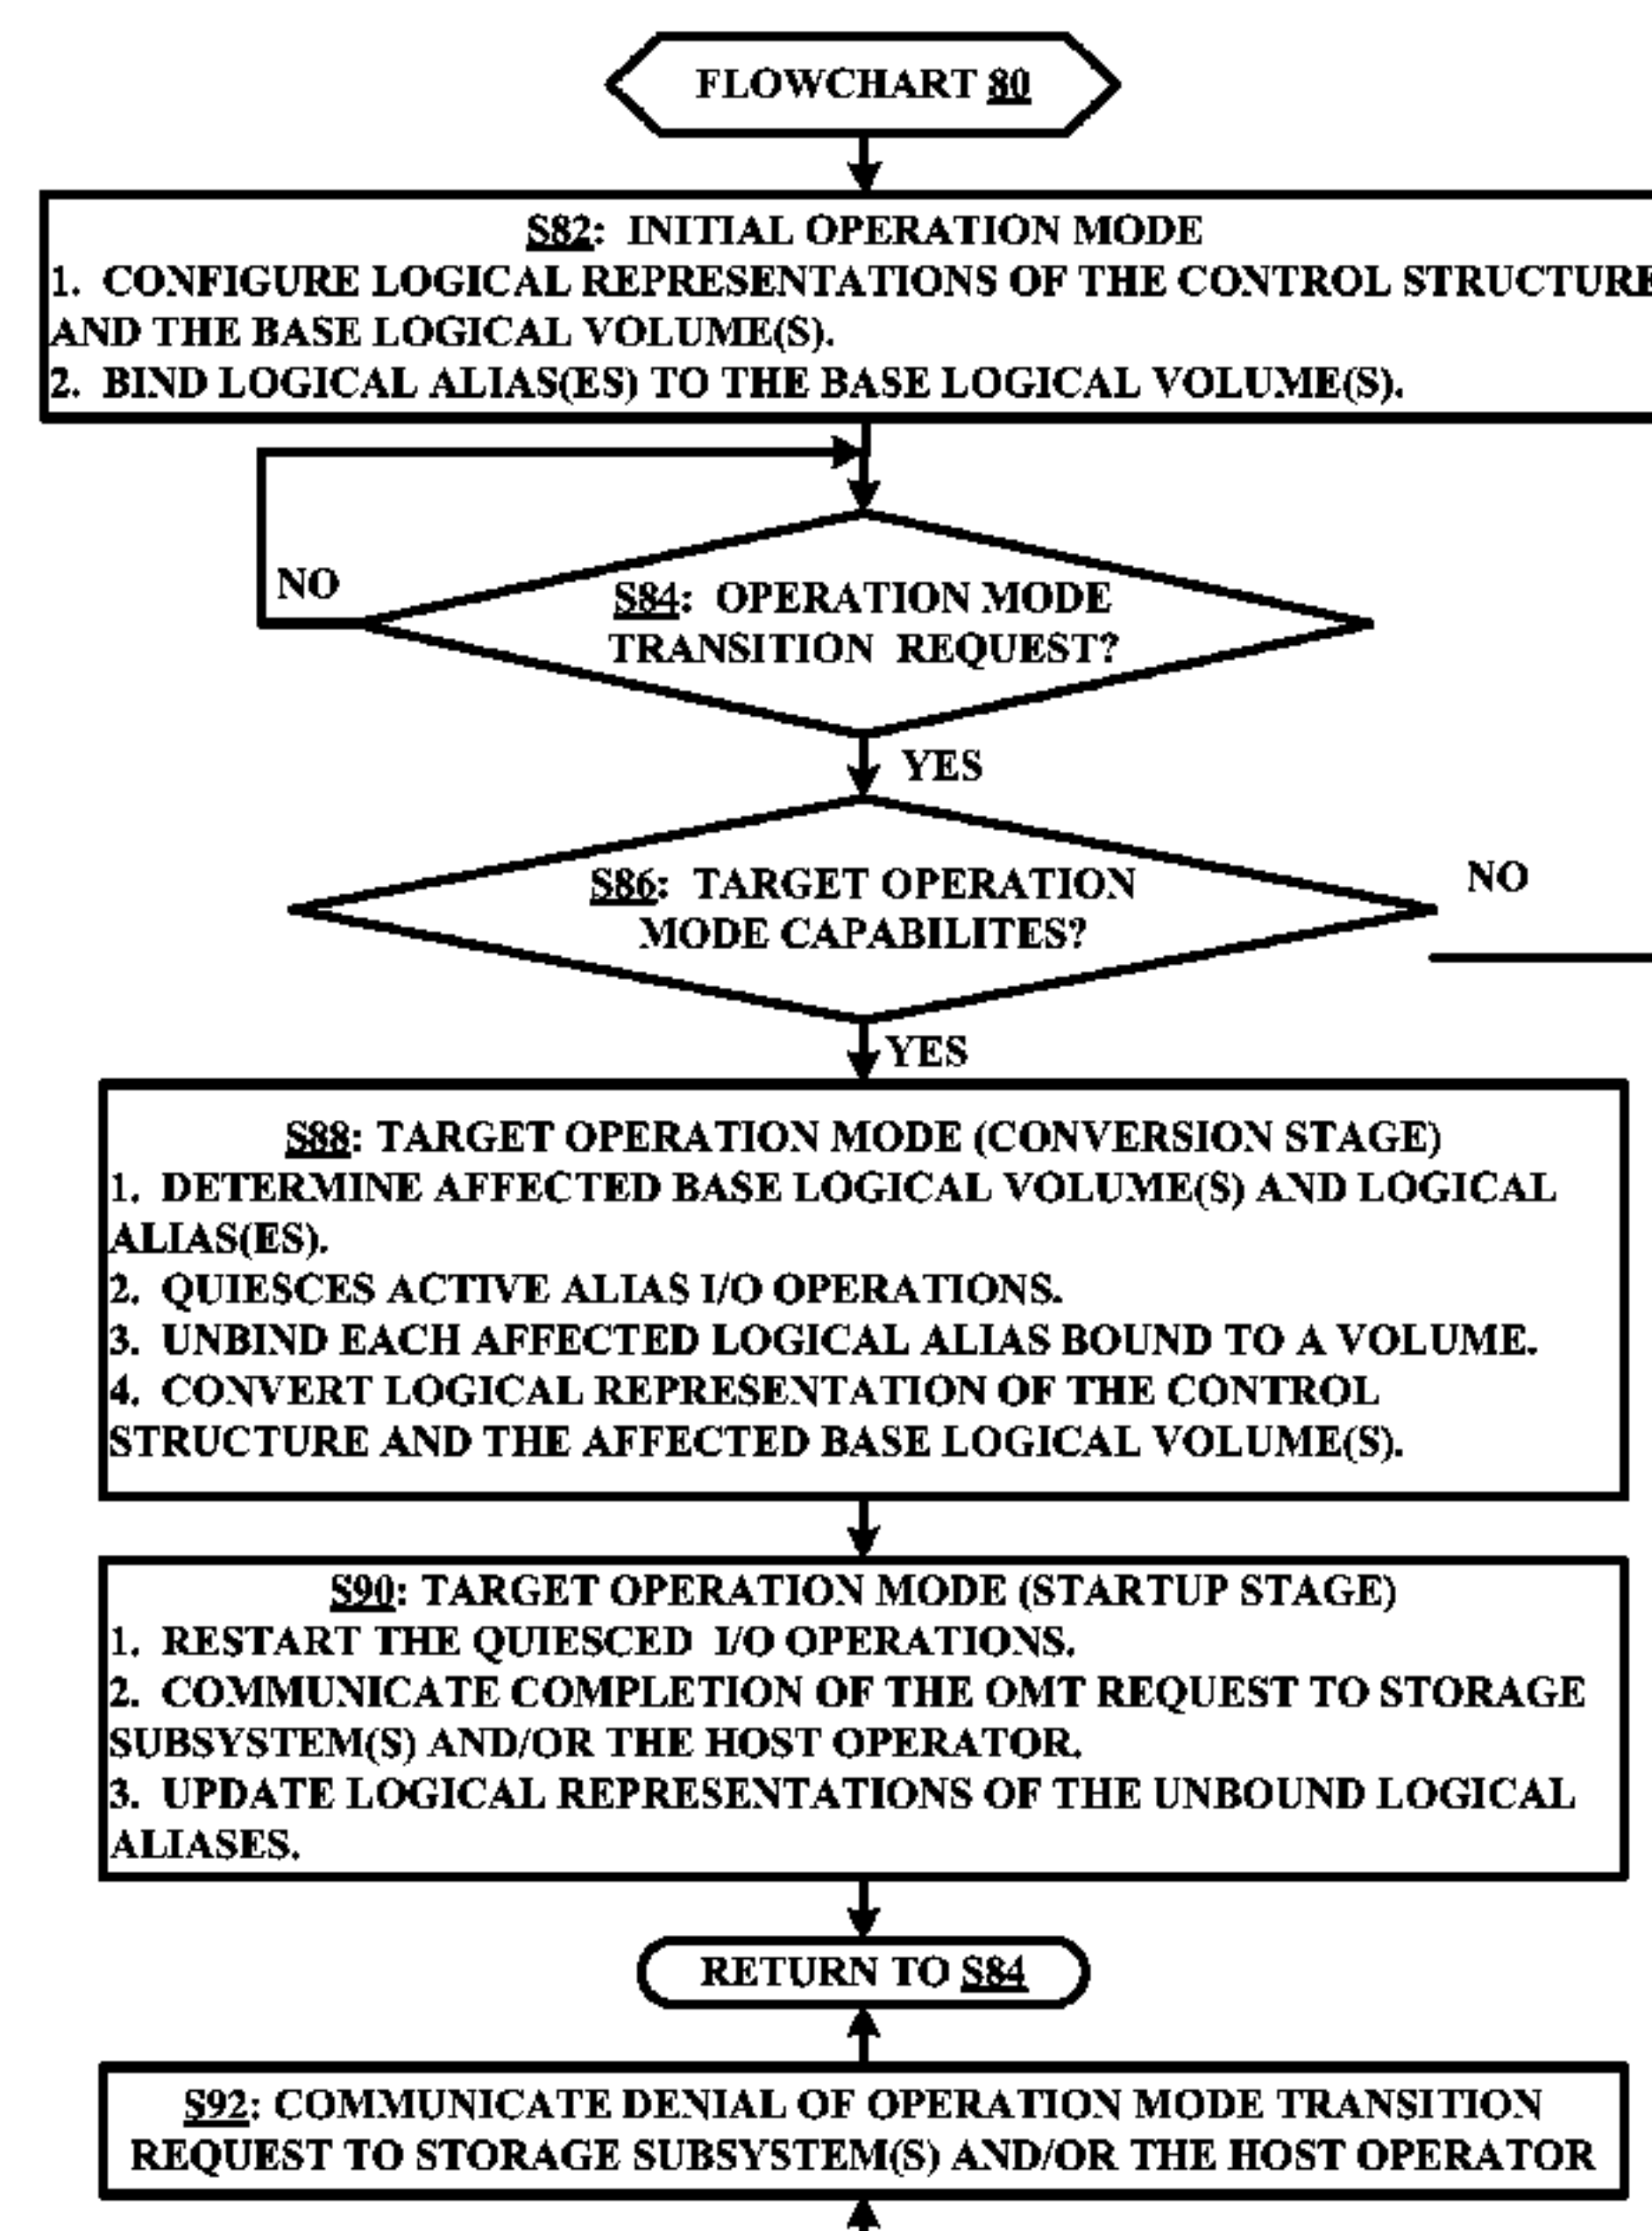 FLOWCHART 80
S82: INITIAL OPERATION MODE
1. CONFIGURE LOGICAL REPRESENTATIONS OF THE CONTROL STRUCTURE
AND THE BASE LOGICAL VOLUME(S).
2. BIND LOGICAL ALIAS(ES) TO THE BASE LOGICAL VOLUME(S).
NO
S84: OPERATION MODE
TRANSITION REQUEST?
YES
NO
S86: TARGET OPERATION
MODE CAPABILITES?
YES
S88: TARGET OPERATION MODE (CONVERSION STAGE)
1. DETERMINE AFFECTED BASE LOGICAL VOLUME(S) AND LOGICAL
ALIAS(ES).
2. QUIESCES ACTIVE ALIAS I/O OPERATIONS.
3. UNBIND EACH AFFECTED LOGICAL ALIAS BOUND TO A VOLUME.
4. CONVERT LOGICAL REPRESENTATION OF THE CONTROL
STRUCTURE AND THE AFFECTED BASE LOGICAL VOLUME(S).
S90: TARGET OPERATION MODE (STARTUP STAGE)
1. RESTART THE QUIESCED I/O OPERATIONS.
2. COMMUNICATE COMPLETION OF THE OMT REQUEST TO STORAGE
SUBSYSTEM(S) AND/OR THE HOST OPERATOR.
3. UPDATE LOGICAL REPRESENTATIONS OF THE UNBOUND LOGICAL
ALIASES.
RETURN TO S84
S92: COMMUNICATE DENIAL OF OPERATION MODE TRANSITION
REQUEST TO STORAGE SUBSYSTEM(S) AND/OR THE HOST OPERATOR